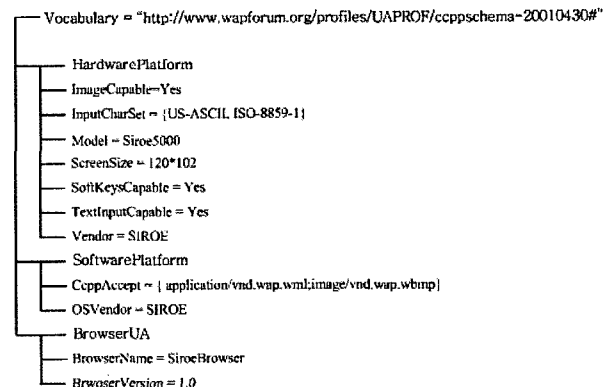 Vocabulary = "http://www.wapforum.org/profiles/UAPROF/ccppschema-20010430#"
HardwarePlatform
ImageCapable=Yes
InputCharSet = {US-ASCII, ISO-8859-1}
Model = Siroe5000
ScreenSize = 120*102
SoftKeysCapable = Yes
TextInputCapable = Yes
Vendor = SIROE
SoftwarePlatform
CcppAccept = { application/vnd.wap.wml;image/vnd.wap.wbmp}
OSVendor = SIROE
BrowserUA
BrowserName = SiroeBrowser
BrwoserVersion = 1.0